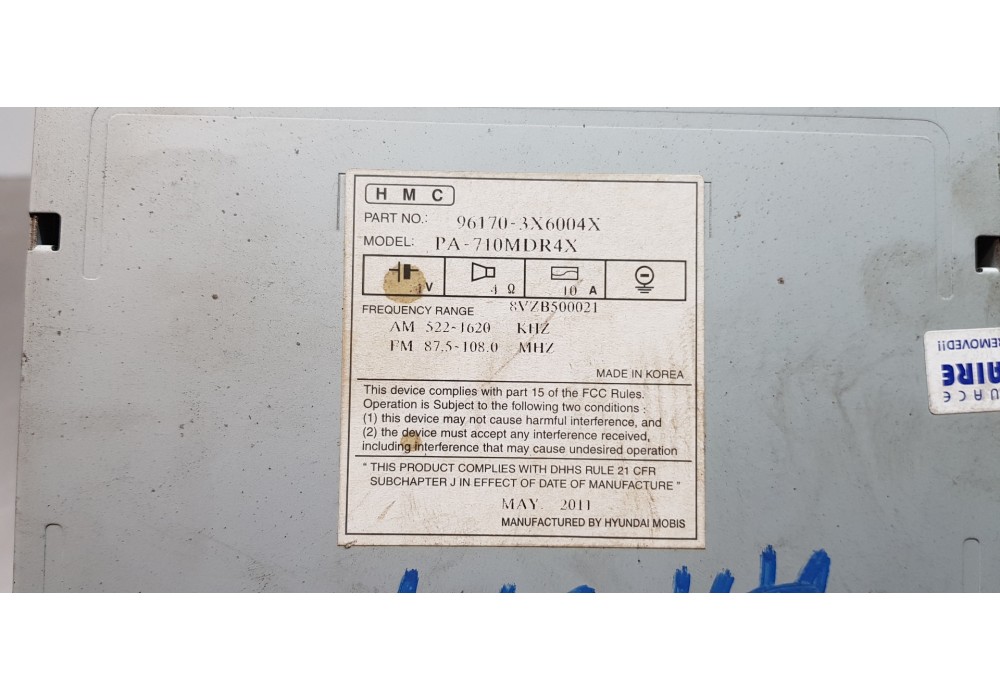 H M C
PART NO.: 96170-3X6004X
MODEL: PA-710MDR4X
V 4 Ω 10 A
8VZB500021
FREQUENCY RANGE
AM 522-1620 KHZ
FM 87.5-108.0 MHZ
MADE IN KOREA
This device complies with part 15 of the FCC Rules.
Operation is Subject to the following two conditions :
(1) this device may not cause harmful interference, and
(2) the device must accept any interference received,
including interference that may cause undesired operation
" THIS PRODUCT COMPLIES WITH DHHS RULE 21 CFR
SUBCHAPTER J IN EFFECT OF DATE OF MANUFACTURE "
MAY. 2011
MANUFACTURED BY HYUNDAI MOBIS
REMOVED!!
AIRE